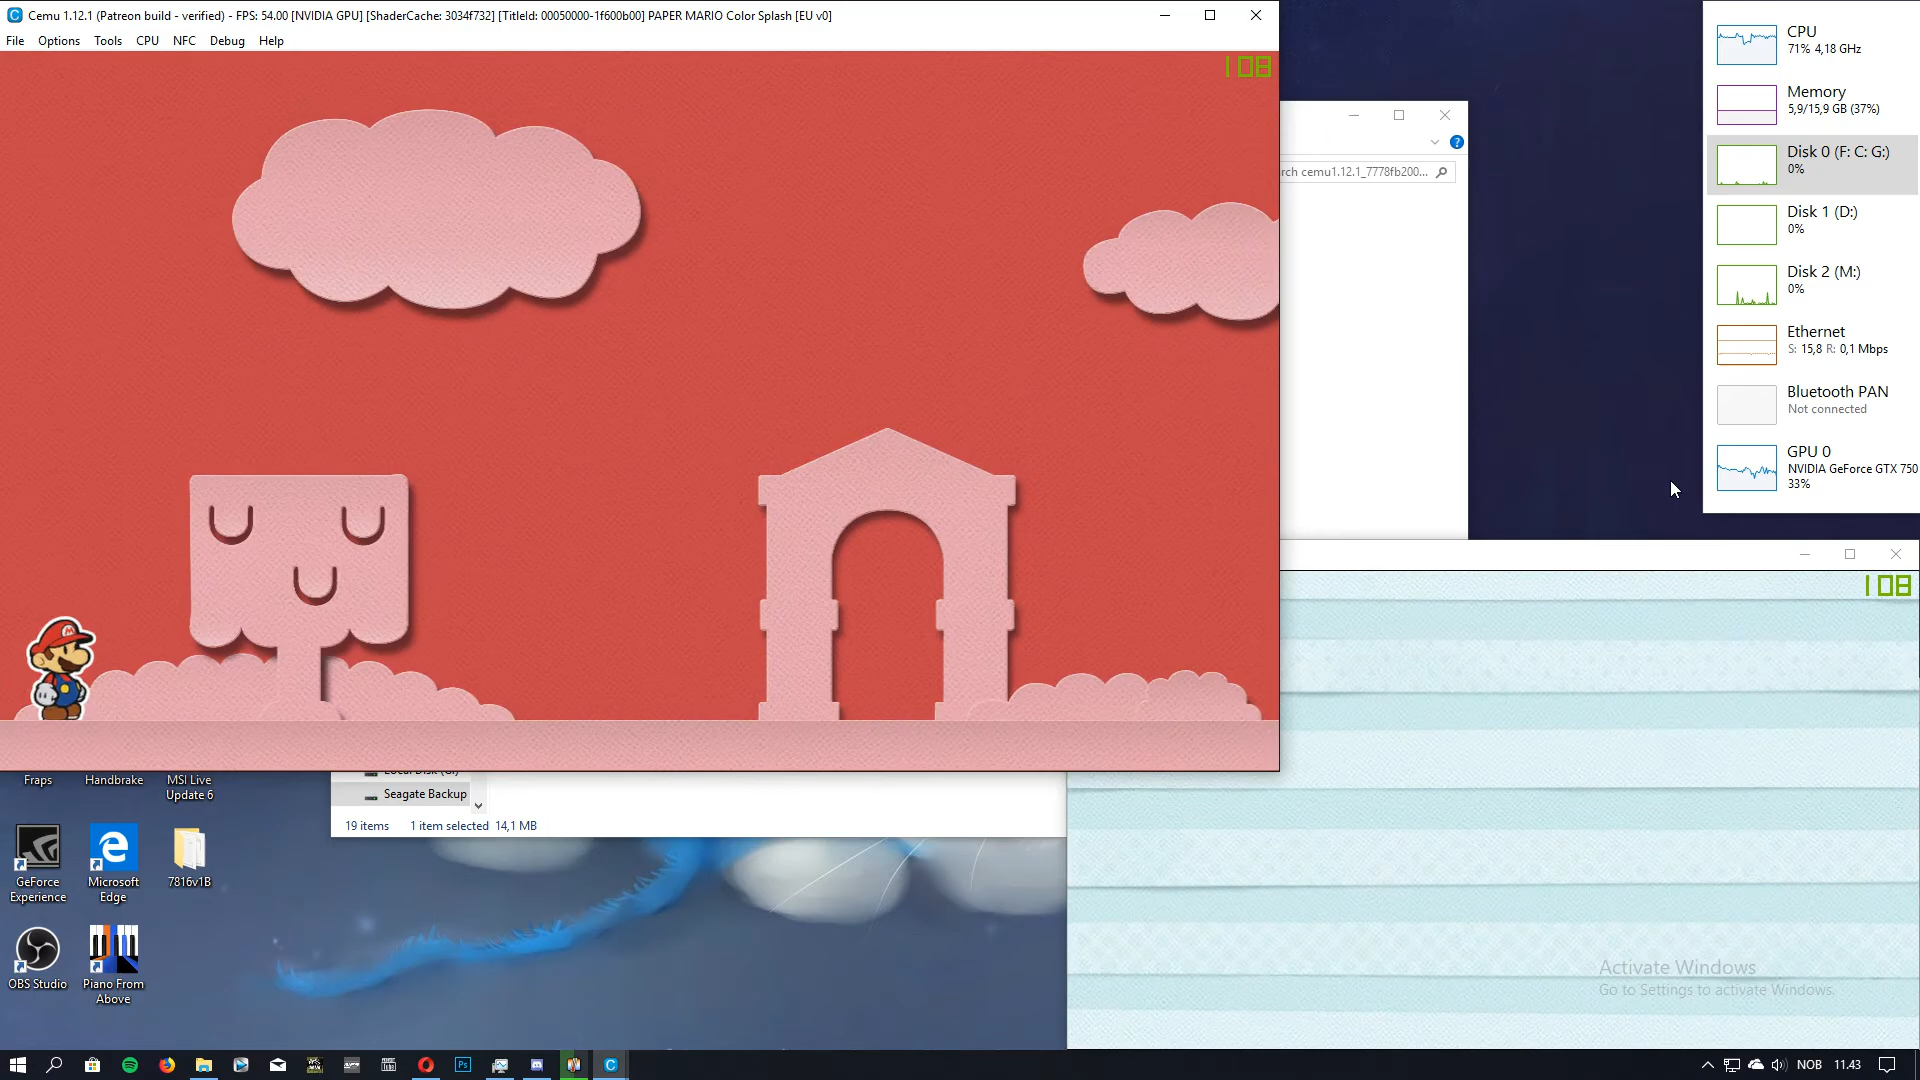 Cemu 1.12.1 (Patreon build - verified) - FPS: 54.00 [NVIDIA GPU] [ShaderCache: 3034f732] [TitleId: 00050000-1f600b00] PAPER MARIO Color Splash [EU v0]
File Options Tools CPU NFC Debug Help
108
CPU
71% 4,18 GHz
Memory
5,9/15,9 GB (37%)
Disk 0 (F: C: G:)
0%
Disk 1 (D:)
0%
Disk 2 (M:)
0%
Ethernet
S: 15,8 R: 0,1 Mbps
Bluetooth PAN
Not connected
GPU 0
NVIDIA GeForce GTX 750
33%
rch cemu1.12.1_7778fb200...
108
Seagate Backup
19 items 1 item selected 14,1 MB
Fraps
Handbrake
MSI Live
Update 6
GeForce
Experience
Microsoft
Edge
7816v1B
OBS Studio
Piano From
Above
Activate Windows
Go to Settings to activate Windows.
Ps
NOB 11.43